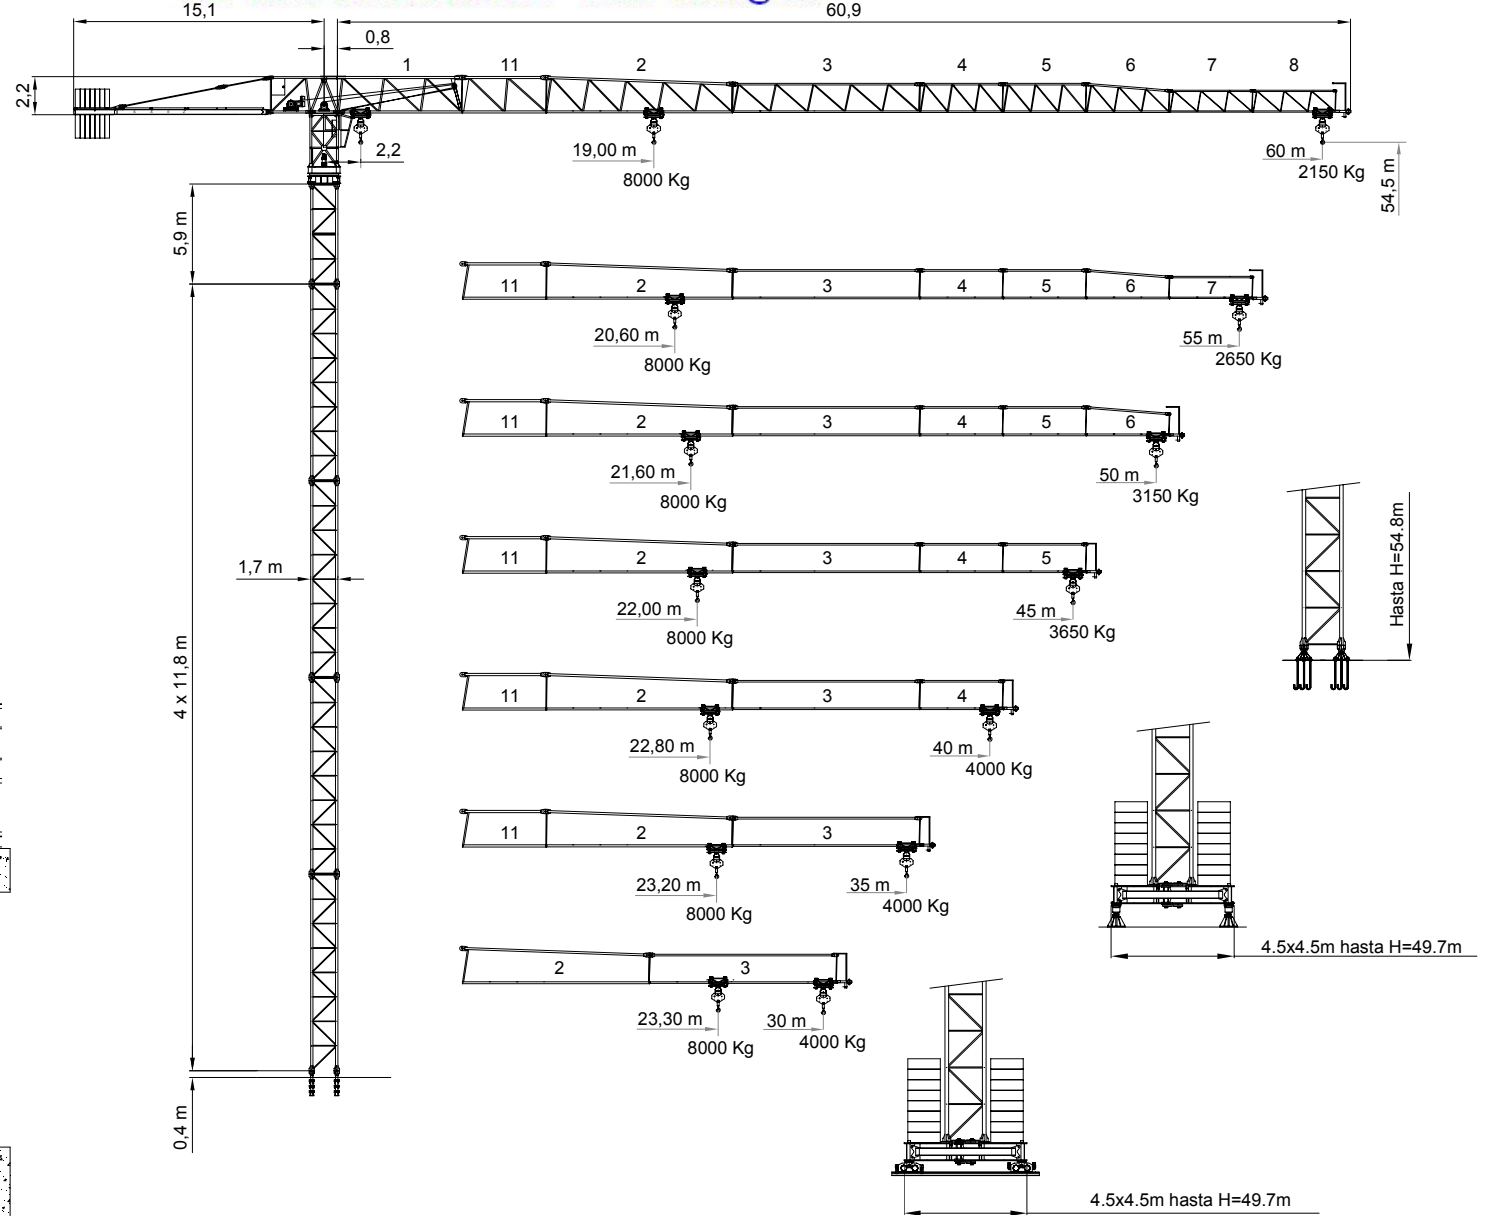 15,1
60,9
0,8
1 11 2 3 4 5 6 7 8
2,2
2,2
19,00 m
8000 Kg
60 m
2150 Kg
54,5 m
5,9 m
11 2 3 4 5 6 7
20,60 m
8000 Kg
55 m
2650 Kg
11 2 3 4 5 6
21,60 m
8000 Kg
50 m
3150 Kg
Hasta H=54.8m
1,7 m
11 2 3 4 5
22,00 m
8000 Kg
45 m
3650 Kg
4 x 11,8 m
11 2 3 4
22,80 m
8000 Kg
40 m
4000 Kg
11 2 3
23,20 m
8000 Kg
35 m
4000 Kg
4.5x4.5m hasta H=49.7m
2 3
23,30 m
8000 Kg
30 m
4000 Kg
0,4 m
4.5x4.5m hasta H=49.7m